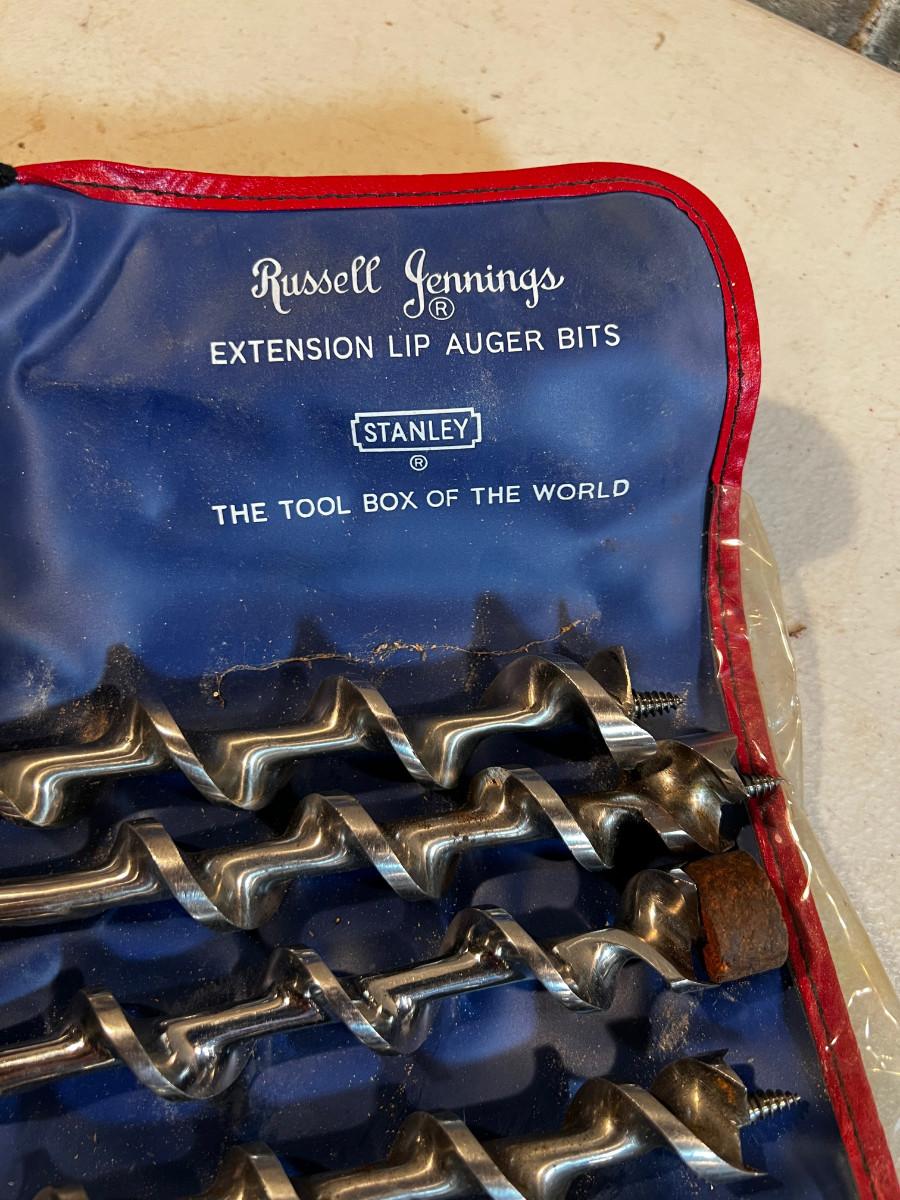 Russell Jennings
®
EXTENSION LIP AUGER BITS
STANLEY
®
THE TOOL BOX OF THE WORLD